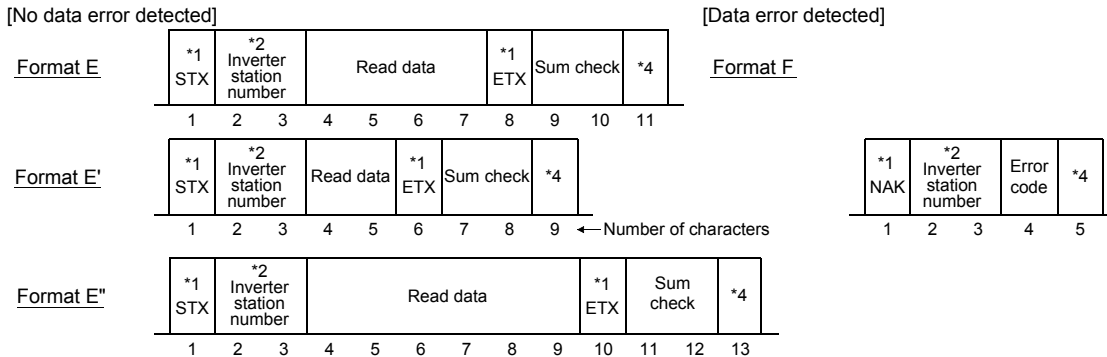 [No data error detected]
[Data error detected]
Format E
*1
STX
*2
Inverter
station
number
Read data
*1
ETX
Sum check
*4
Format F
1 2 3 4 5 6 7 8 9 10 11
Format E'
*1
STX
*2
Inverter
station
number
Read data
*1
ETX
Sum check
*4
*1
NAK
*2
Inverter
station
number
Error
code
*4
1 2 3 4 5 6 7 8 9 ←Number of characters
1 2 3 4 5
Format E"
*1
STX
*2
Inverter
station
number
Read data
*1
ETX
Sum
check
*4
1 2 3 4 5 6 7 8 9 10 11 12 13